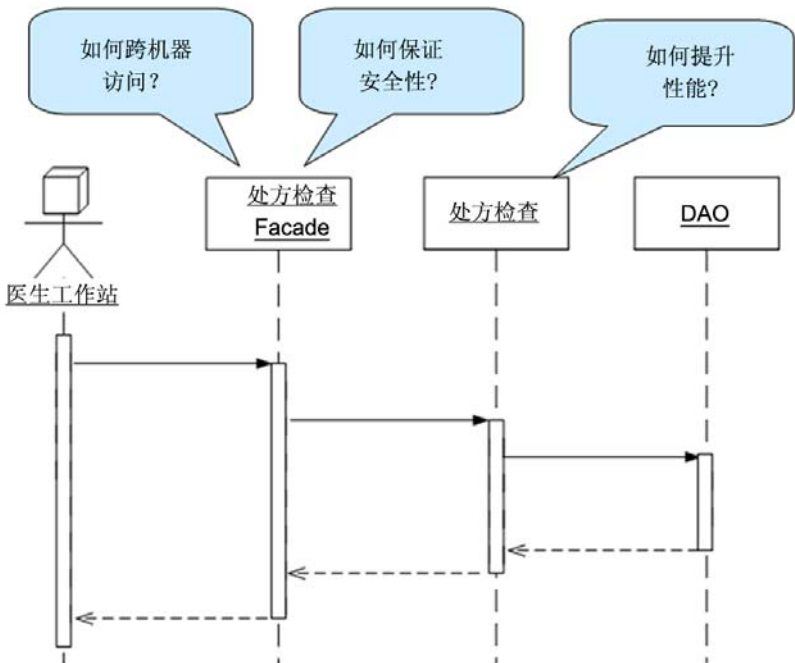 如何跨机器
访问？
如何保证
安全性?
如何提升
性能?
处方检查
Facade
处方检查
DAO
医生工作站